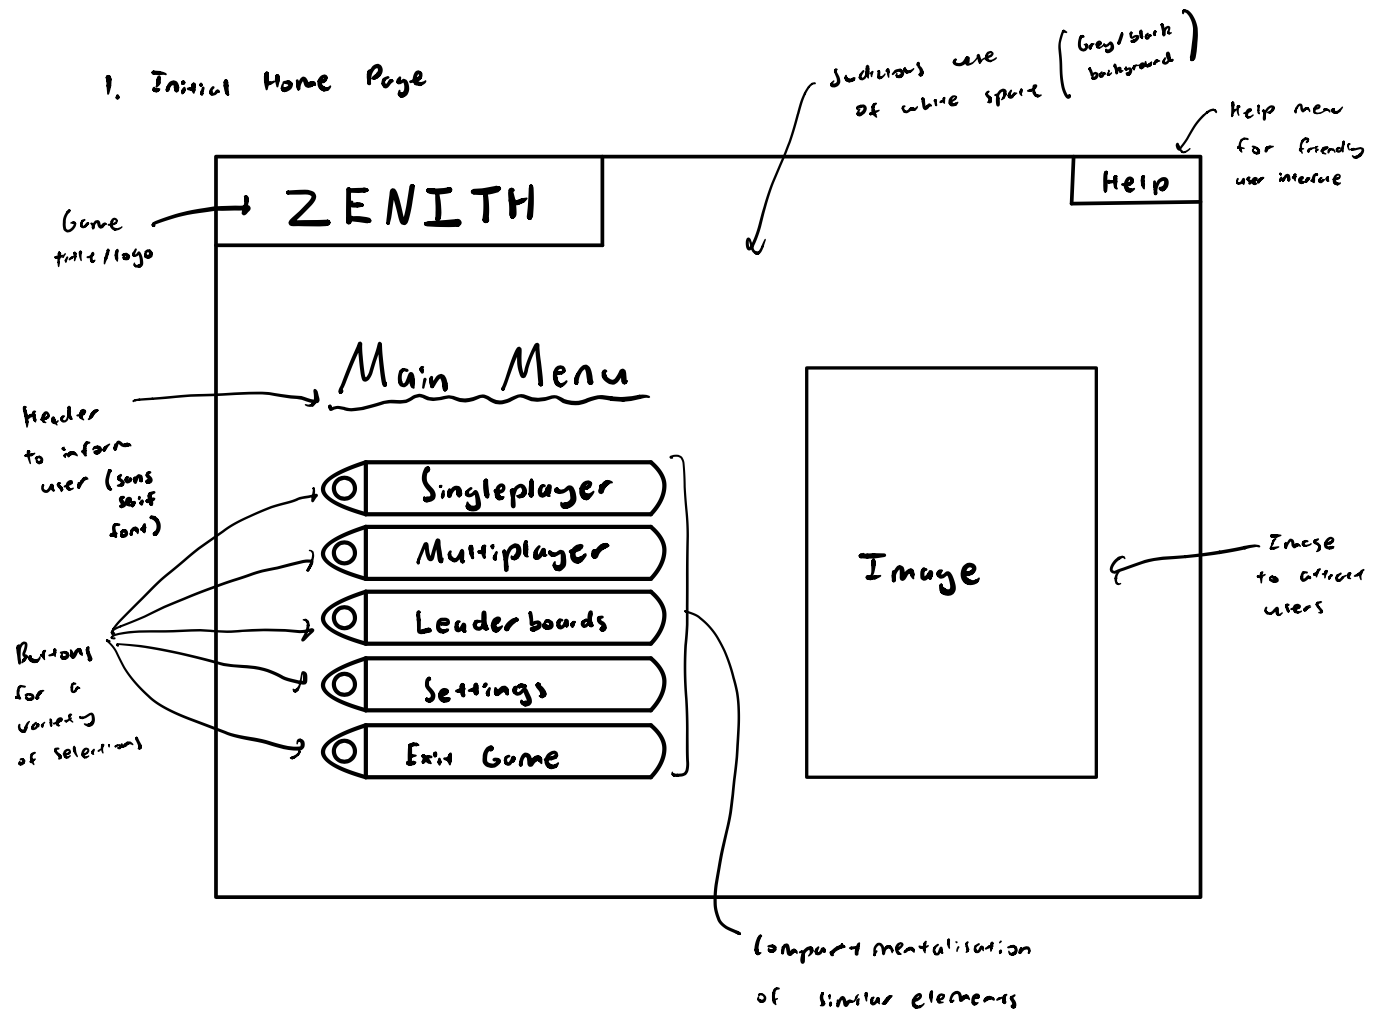 1. Initial Home Page
Judicious use
of white space
(Grey/black
background)
Help menu
for friendly
user interface
ZENITH
Help
Game
title/logo
Main Menu
Header
to inform
user (sans
serif
font)
Singleplayer
Multiplayer
Leaderboards
Settings
Exit Game
Image
Image
to attract
users
Buttons
for a
variety
of selections
Compartmentalisation
of similar elements